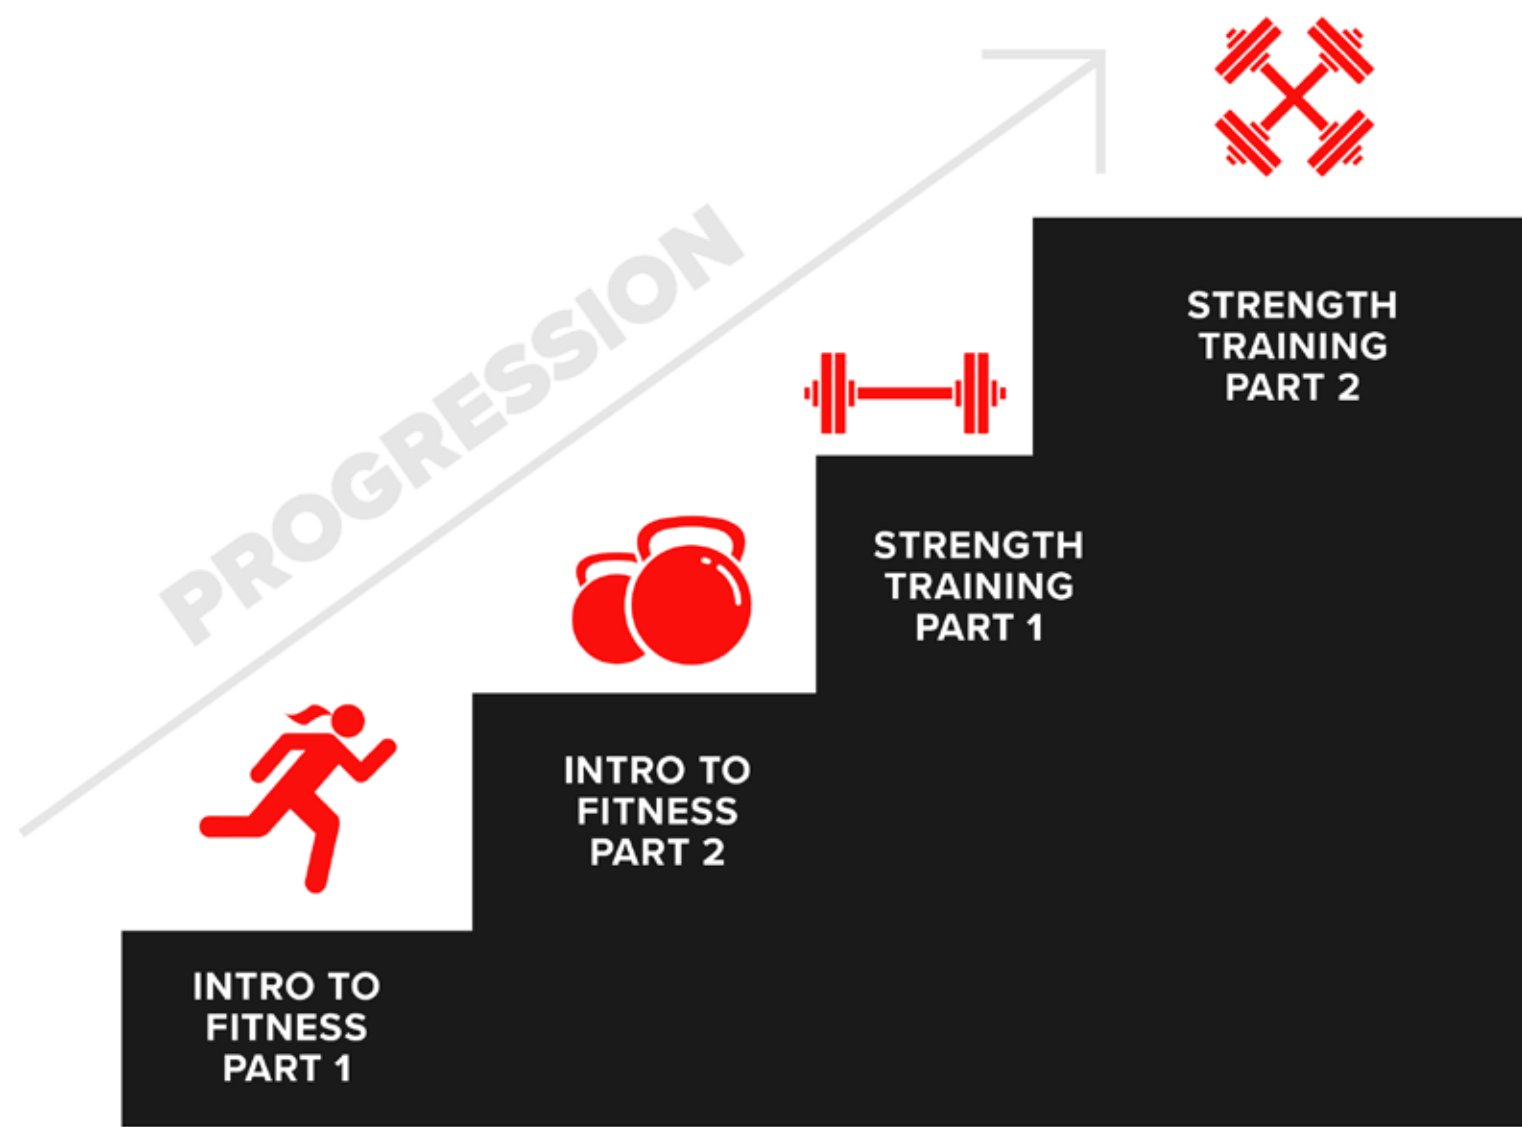 PROGRESSION
STRENGTH
TRAINING
PART 2
STRENGTH
TRAINING
PART 1
INTRO TO
FITNESS
PART 2
INTRO TO
FITNESS
PART 1